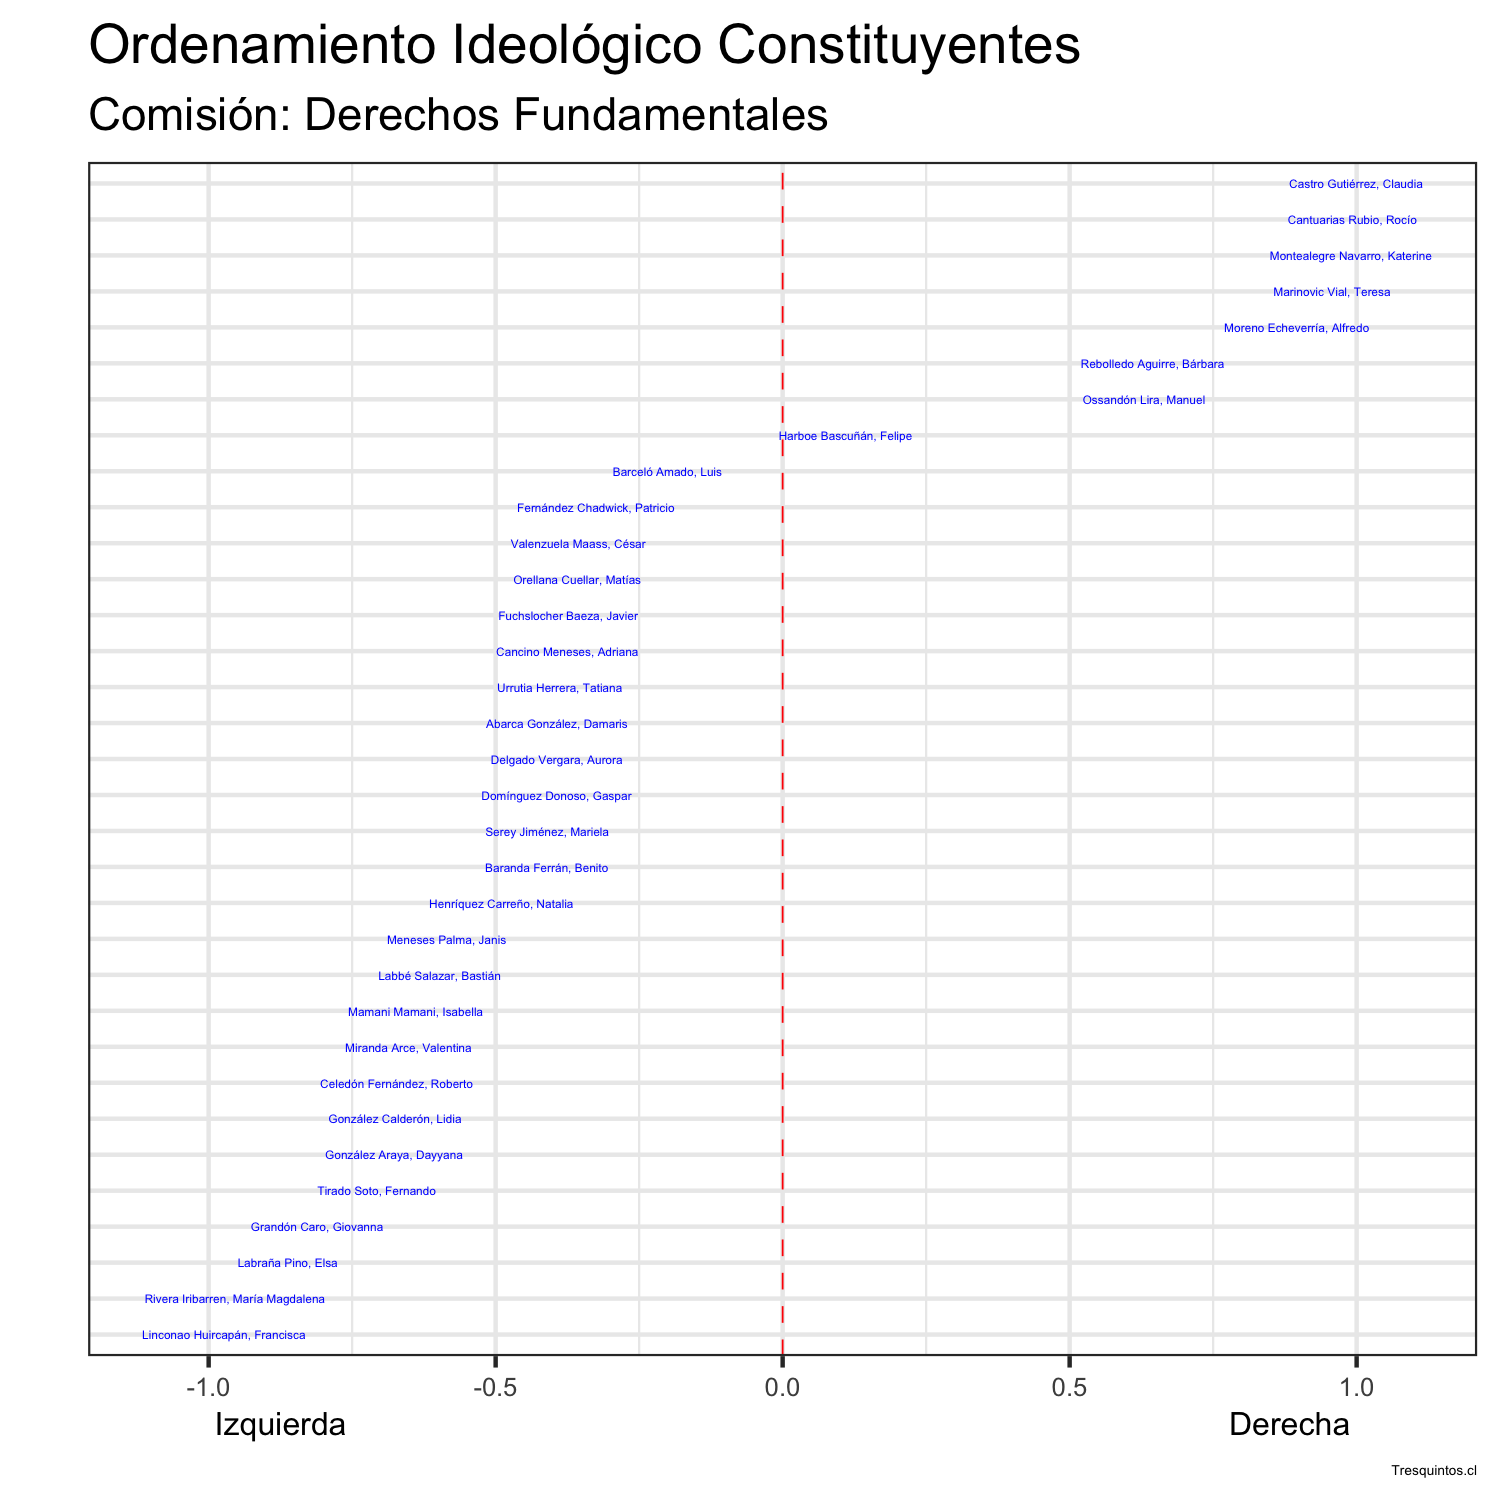 Ordenamiento Ideológico Constituyentes
Comisión: Derechos Fundamentales
Castro Gutiérrez, Claudia
Cantuarias Rubio, Rocío
Montealegre Navarro, Katerine
Marinovic Vial, Teresa
Moreno Echeverría, Alfredo
Rebolledo Aguirre, Bárbara
Ossandón Lira, Manuel
Harboe Bascuñán, Felipe
Barceló Amado, Luis
Fernández Chadwick, Patricio
Valenzuela Maass, César
Orellana Cuellar, Matías
Fuchslocher Baeza, Javier
Cancino Meneses, Adriana
Urrutia Herrera, Tatiana
Abarca González, Damaris
Delgado Vergara, Aurora
Domínguez Donoso, Gaspar
Serey Jiménez, Mariela
Baranda Ferrán, Benito
Henríquez Carreño, Natalia
Meneses Palma, Janis
Labbé Salazar, Bastián
Mamani Mamani, Isabella
Miranda Arce, Valentina
Celedón Fernández, Roberto
González Calderón, Lidia
González Araya, Dayyana
Tirado Soto, Fernando
Grandón Caro, Giovanna
Labraña Pino, Elsa
Rivera Iribarren, María Magdalena
Linconao Huircapán, Francisca
-1.0 -0.5 0.0 0.5 1.0
Izquierda Derecha
Tresquintos.cl